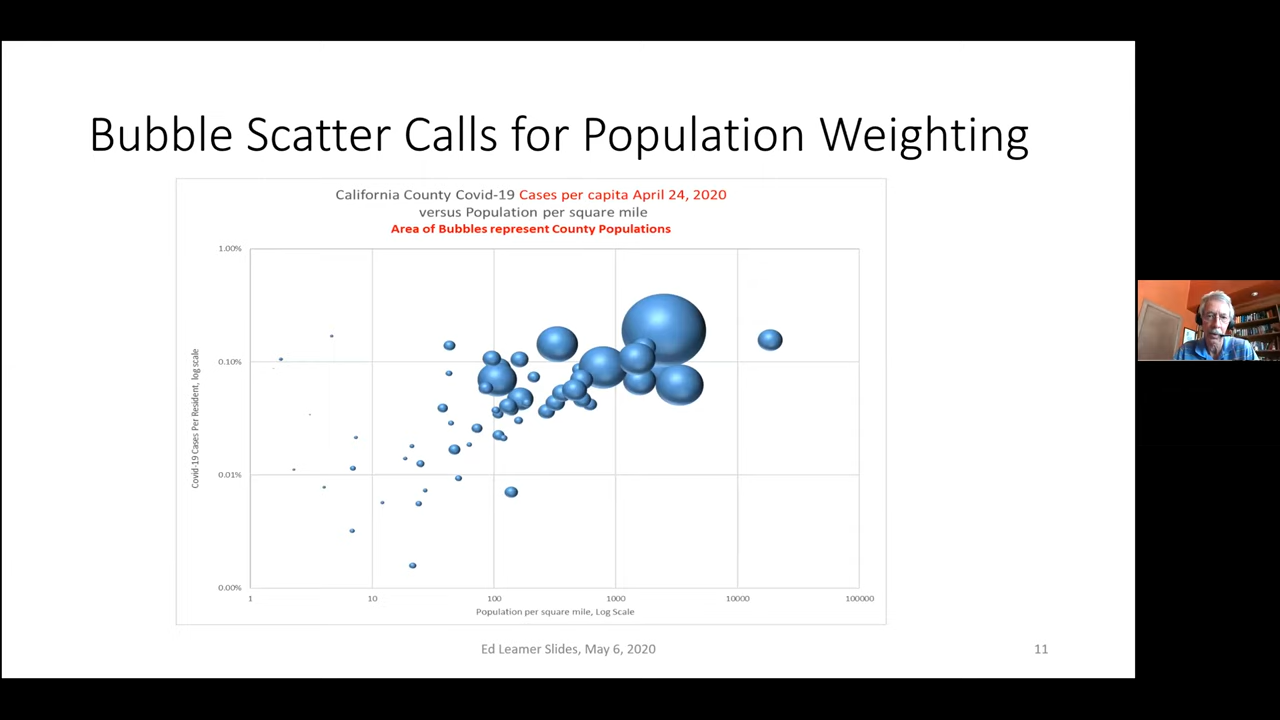 Bubble Scatter Calls for Population Weighting
California County Covid-19 Cases per capita April 24, 2020
versus Population per square mile
Area of Bubbles represent County Populations
1.00%
0.10%
0.01%
0.00%
Covid-19 Cases Per Resident, log scale
1 10 100 1000 10000 100000
Population per square mile, Log Scale
Ed Leamer Slides, May 6, 2020 11